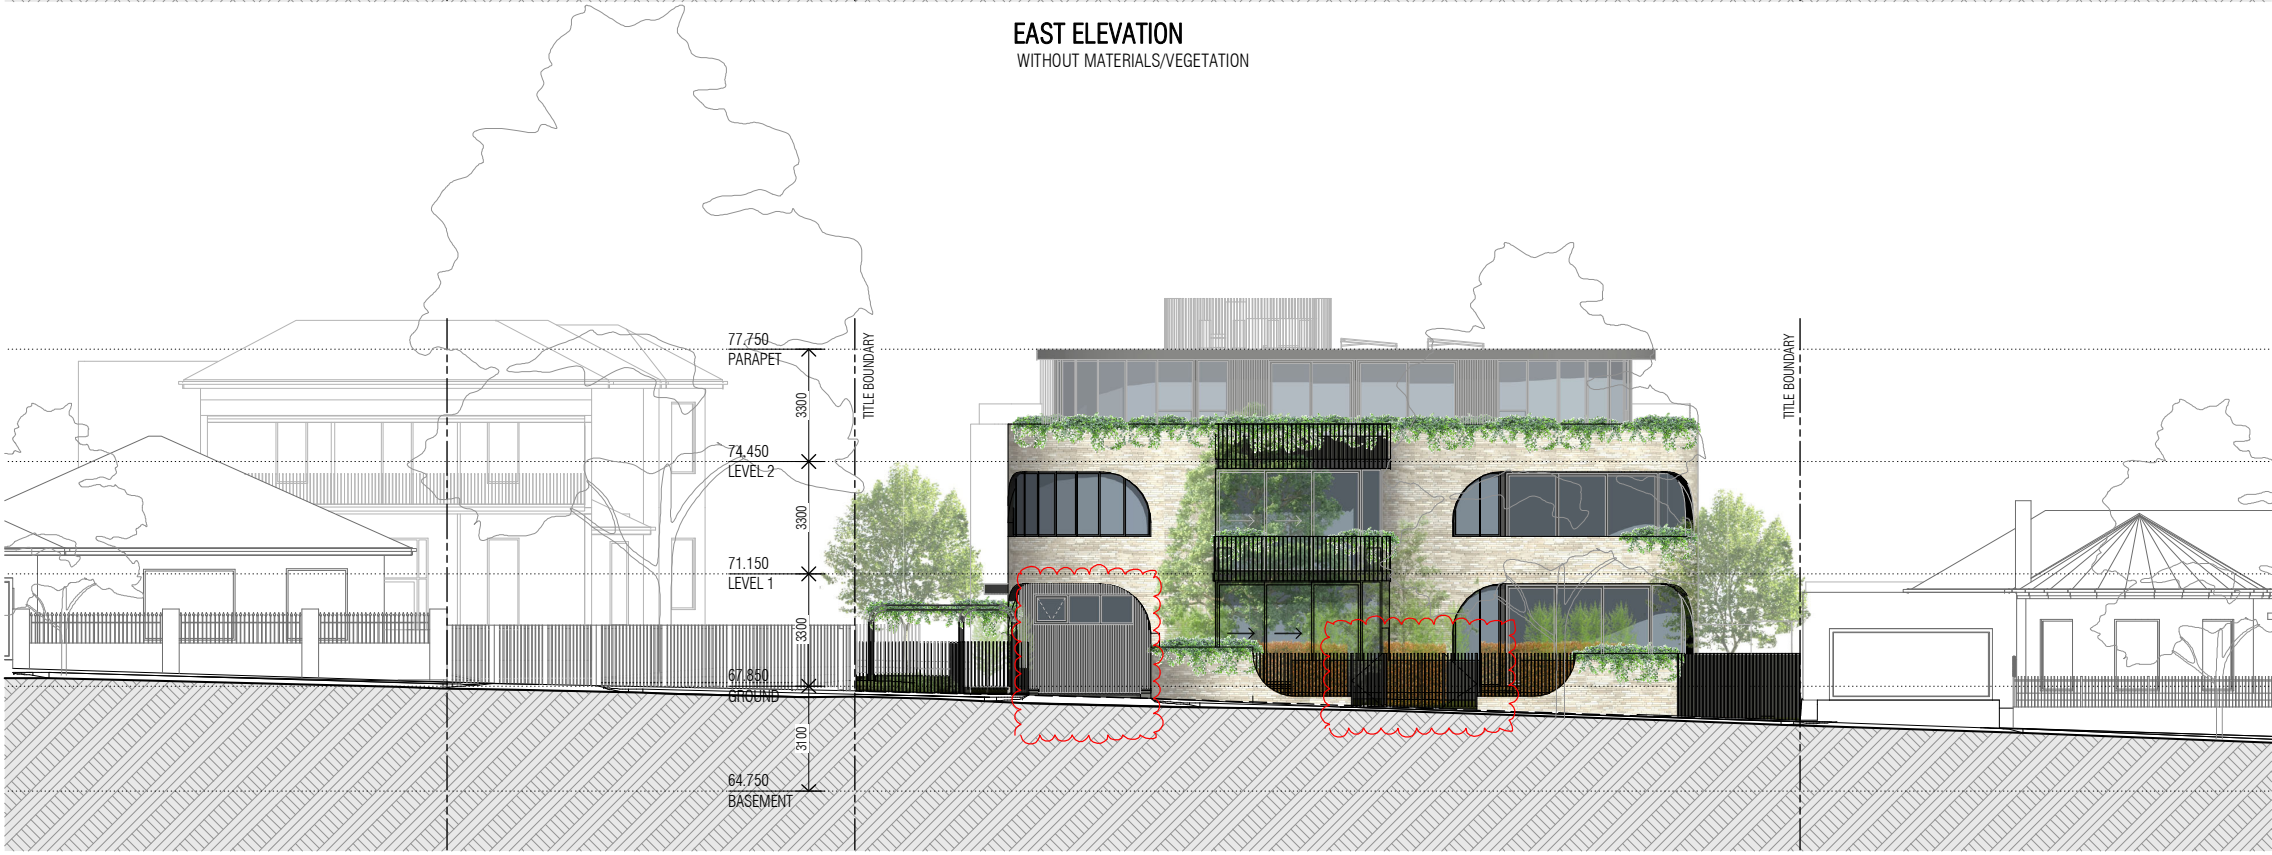 EAST ELEVATION
WITHOUT MATERIALS/VEGETATION
77.750
PARAPET
3300
TITLE BOUNDARY
TITLE BOUNDARY
74.450
LEVEL 2
3300
71.150
LEVEL 1
3300
67.850
GROUND
3100
64.750
BASEMENT